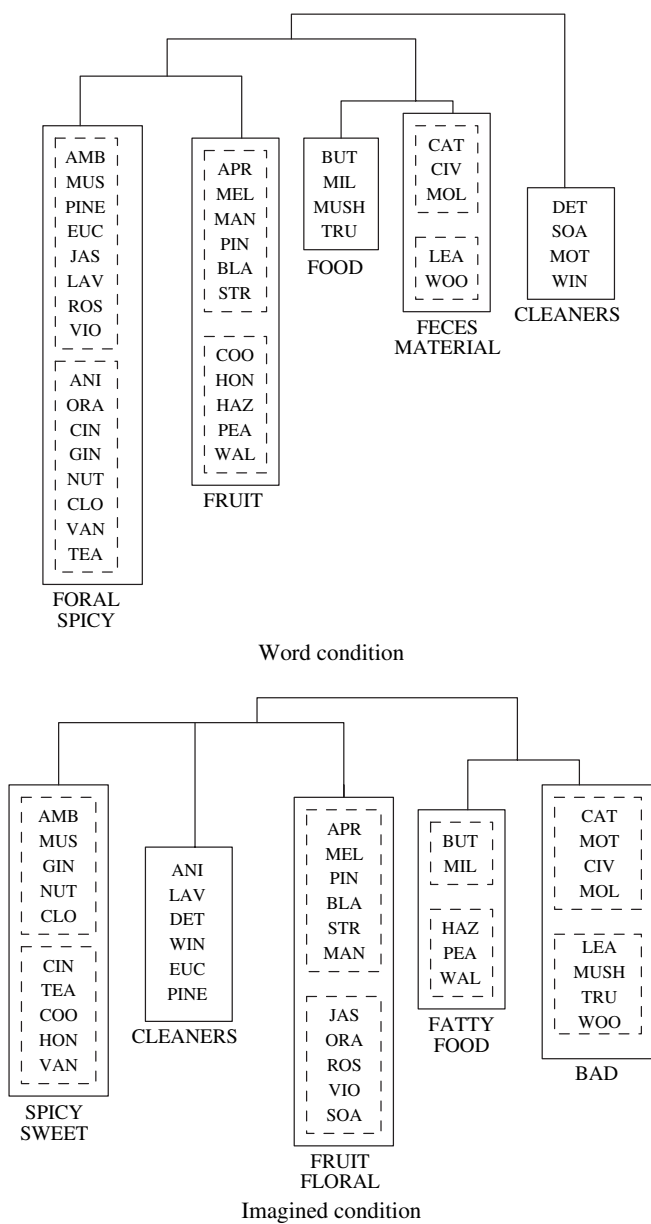 AMB
MUS
PINE
EUC
JAS
LAV
ROS
VIO
ANI
ORA
CIN
GIN
NUT
CLO
VAN
TEA
FORAL
SPICY
APR
MEL
MAN
PIN
BLA
STR
COO
HON
HAZ
PEA
WAL
FRUIT
BUT
MIL
MUSH
TRU
FOOD
CAT
CIV
MOL
LEA
WOO
FECES
MATERIAL
DET
SOA
MOT
WIN
CLEANERS
Word condition
AMB
MUS
GIN
NUT
CLO
CIN
TEA
COO
HON
VAN
SPICY
SWEET
ANI
LAV
DET
WIN
EUC
PINE
CLEANERS
APR
MEL
PIN
BLA
STR
MAN
JAS
ORA
ROS
VIO
SOA
FRUIT
FLORAL
BUT
MIL
HAZ
PEA
WAL
FATTY
FOOD
CAT
MOT
CIV
MOL
LEA
MUSH
TRU
WOO
BAD
Imagined condition